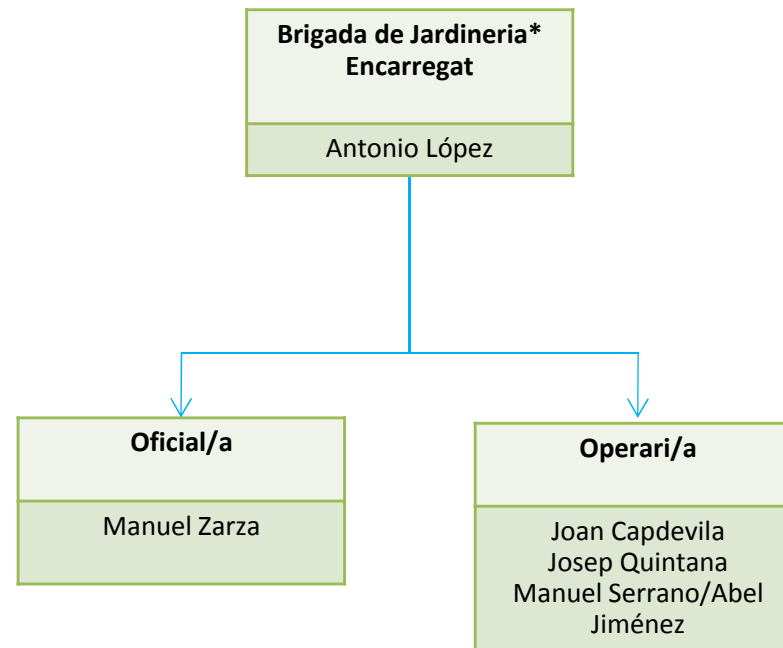 Brigada de Jardineria*
Encarregat
Antonio López
Oficial/a
Manuel Zarza
Operari/a
Joan Capdevila
Josep Quintana
Manuel Serrano/Abel
Jiménez